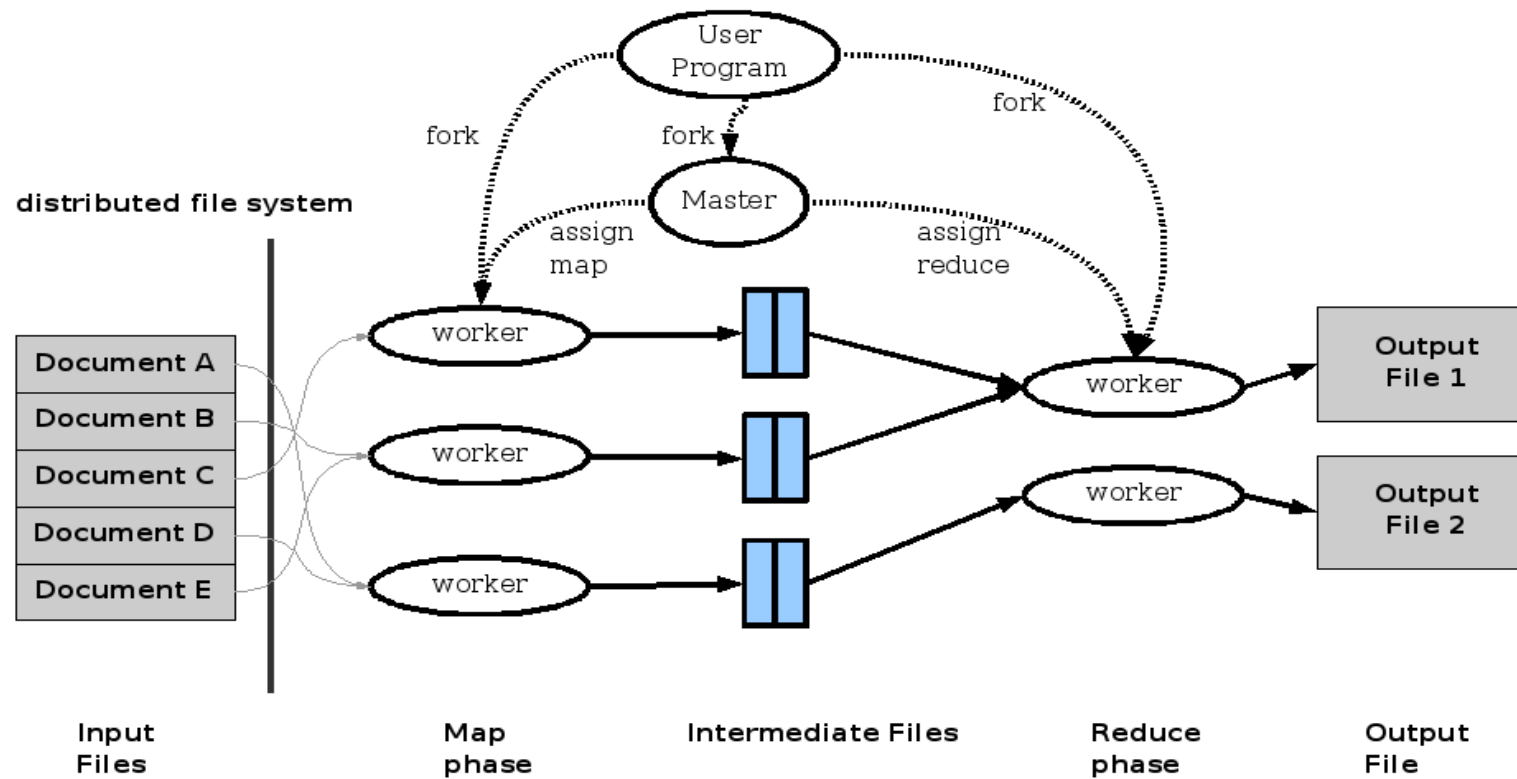 User
Program
fork
fork
fork
distributed file system
Master
assign
map
assign
reduce
worker
worker
worker
Document A
Document B
Document C
Document D
Document E
worker
worker
Output
File 1
Output
File 2
Input
Files
Map
phase
Intermediate Files
Reduce
phase
Output
File